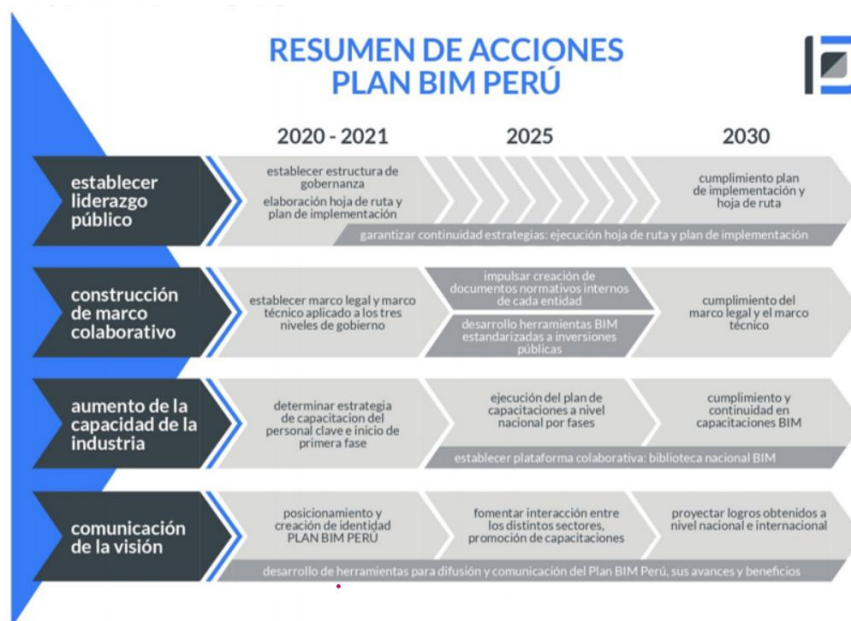 RESUMEN DE ACCIONES
PLAN BIM PERÚ
2020 - 2021
2025
2030
establecer
liderazgo
público
establecer estructura de
gobernanza
elaboración hoja de ruta y
plan de implementación
cumplimiento plan
de implementación y
hoja de ruta
garantizar continuidad estrategias: ejecución hoja de ruta y plan de implementación
construcción
de marco
colaborativo
establecer marco legal y marco
técnico aplicado a los tres
niveles de gobierno
impulsar creación de
documentos normativos internos
de cada entidad
desarrollo herramientas BIM
estandarizadas a inversiones
públicas
cumplimiento del
marco legal y el marco
técnico
aumento de la
capacidad de la
industria
determinar estrategia
de capacitacion del
personal clave e inicio de
primera fase
ejecución del plan de
capacitaciones a nivel
nacional por fases
cumplimiento y
continuidad en
capacitaciones BIM
establecer plataforma colaborativa: biblioteca nacional BIM
comunicación
de la visión
posicionamiento y
creación de identidad
PLAN BIM PERÚ
fomentar interacción entre
los distintos sectores,
promoción de capacitaciones
proyectar logros obtenidos a
nivel nacional e internacional
desarrollo de herramientas para difusión y comunicación del Plan BIM Perú, sus avances y beneficios